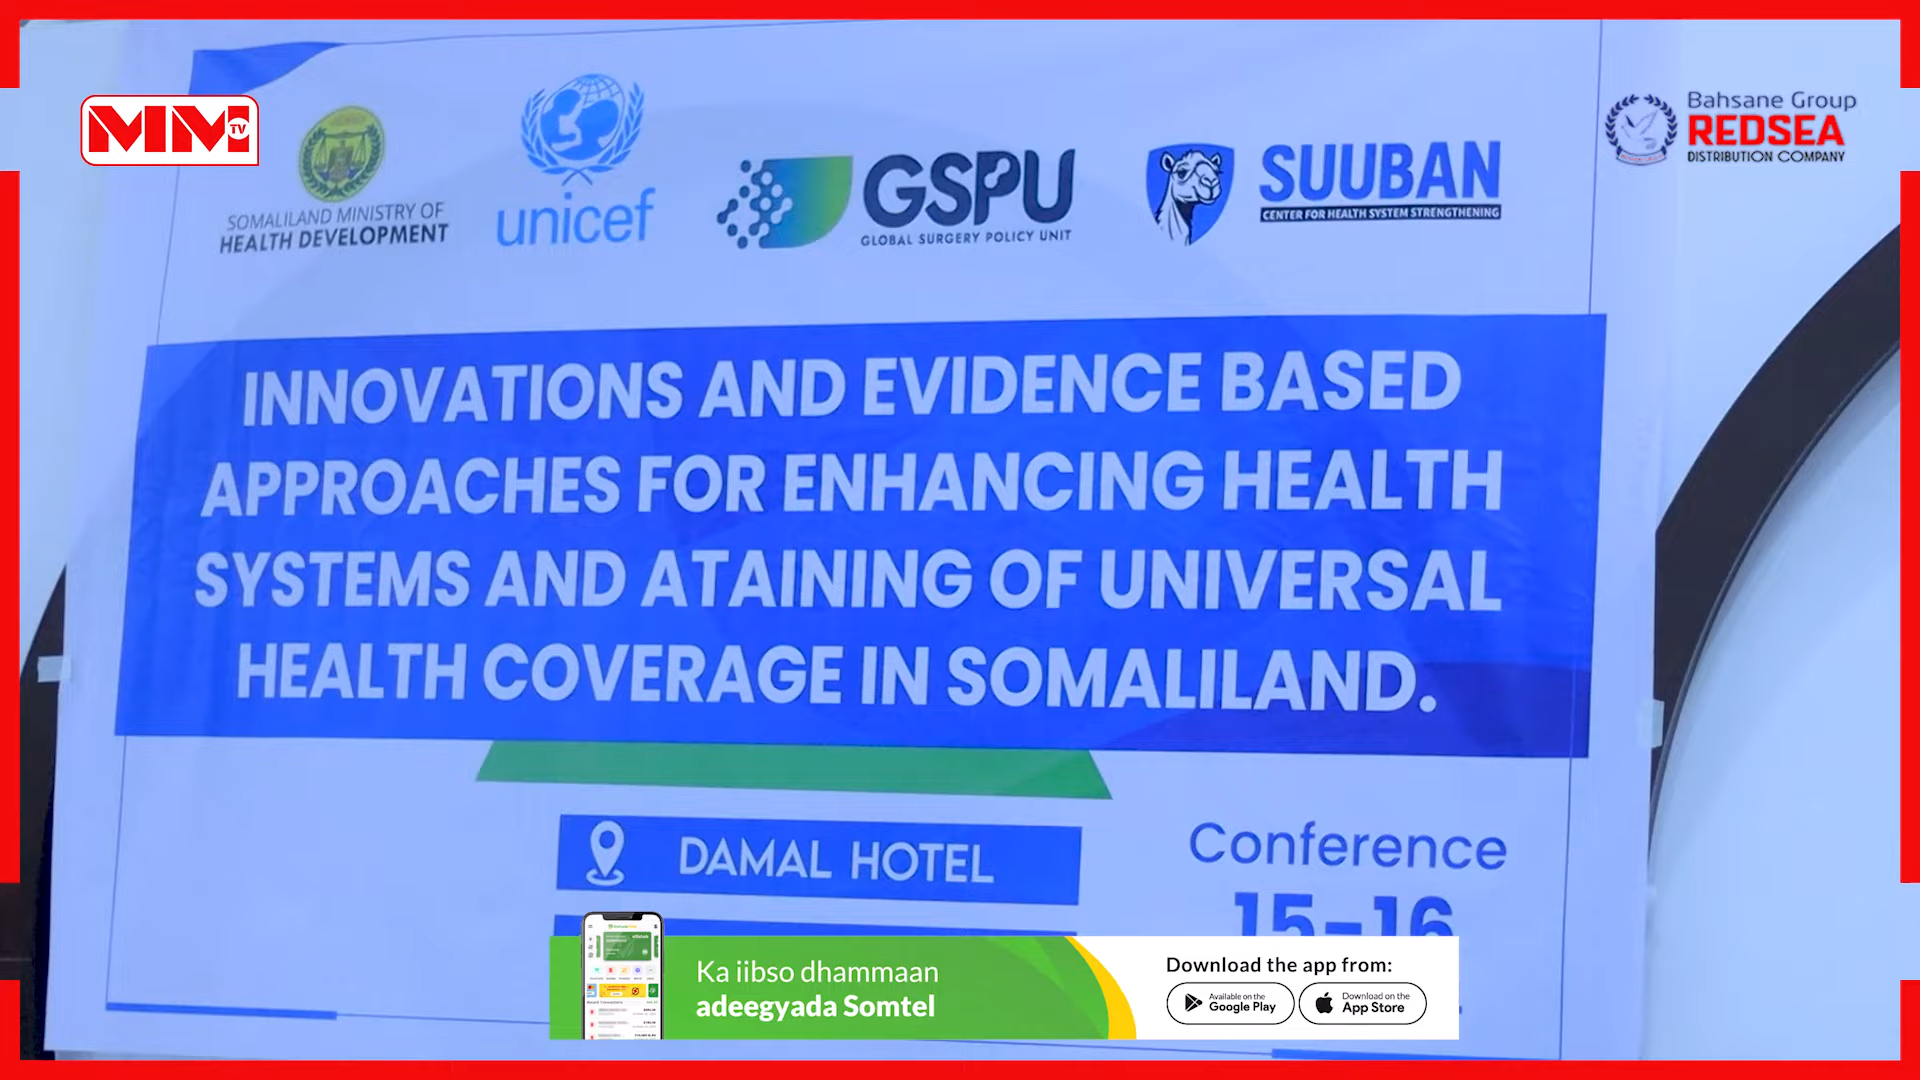 MM TV
SOMALILAND MINISTRY OF
HEALTH DEVELOPMENT
unicef
GSPU
GLOBAL SURGERY POLICY UNIT
SUUBAN
CENTER FOR HEALTH SYSTEM STRENGTHENING
Bahsane Group
REDSEA
DISTRIBUTION COMPANY
INNOVATIONS AND EVIDENCE BASED
APPROACHES FOR ENHANCING HEALTH
SYSTEMS AND ATAINING OF UNIVERSAL
HEALTH COVERAGE IN SOMALILAND.
DAMAL HOTEL
Conference
15-16
Ka iibso dhammaan
adeegyada Somtel
Download the app from:
Available on the
Google Play
Download on the
App Store